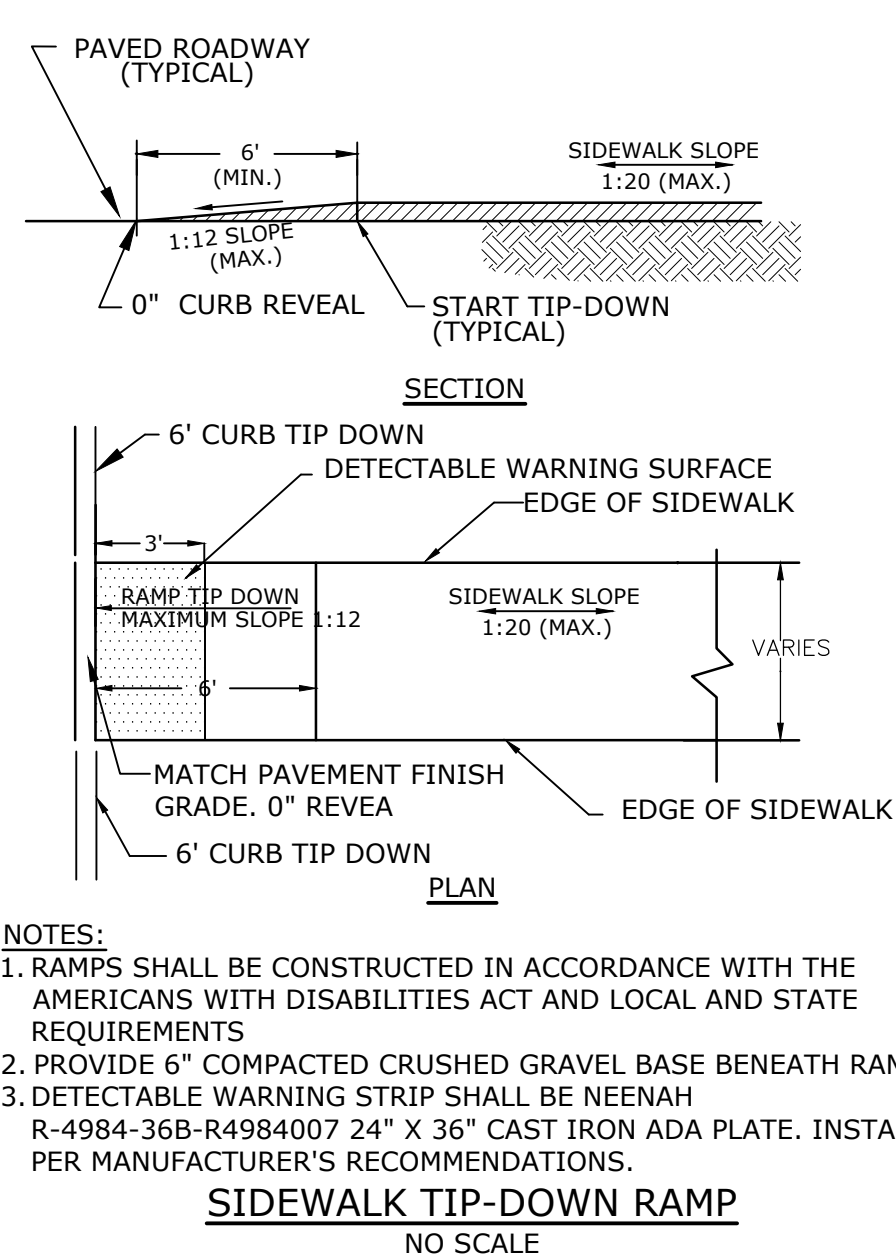 PAVED ROADWAY
(TYPICAL)
6'
(MIN.)
SIDEWALK SLOPE
1:20 (MAX.)
1:12 SLOPE
(MAX.)
0" CURB REVEAL
START TIP-DOWN
(TYPICAL)
SECTION
6' CURB TIP DOWN
DETECTABLE WARNING SURFACE
EDGE OF SIDEWALK
3'
RAMP TIP DOWN
MAXIMUM SLOPE 1:12
SIDEWALK SLOPE
1:20 (MAX.)
VARIES
6'
MATCH PAVEMENT FINISH
GRADE. 0" REVEA
EDGE OF SIDEWALK
6' CURB TIP DOWN
PLAN
NOTES:
1. RAMPS SHALL BE CONSTRUCTED IN ACCORDANCE WITH THE
AMERICANS WITH DISABILITIES ACT AND LOCAL AND STATE
REQUIREMENTS
2. PROVIDE 6" COMPACTED CRUSHED GRAVEL BASE BENEATH
3. DETECTABLE WARNING STRIP SHALL BE NEENAH
R-4984-36B-R4984007 24" X 36" CAST IRON ADA PLATE.
PER MANUFACTURER'S RECOMMENDATIONS.
SIDEWALK TIP-DOWN RAMP
NO SCALE